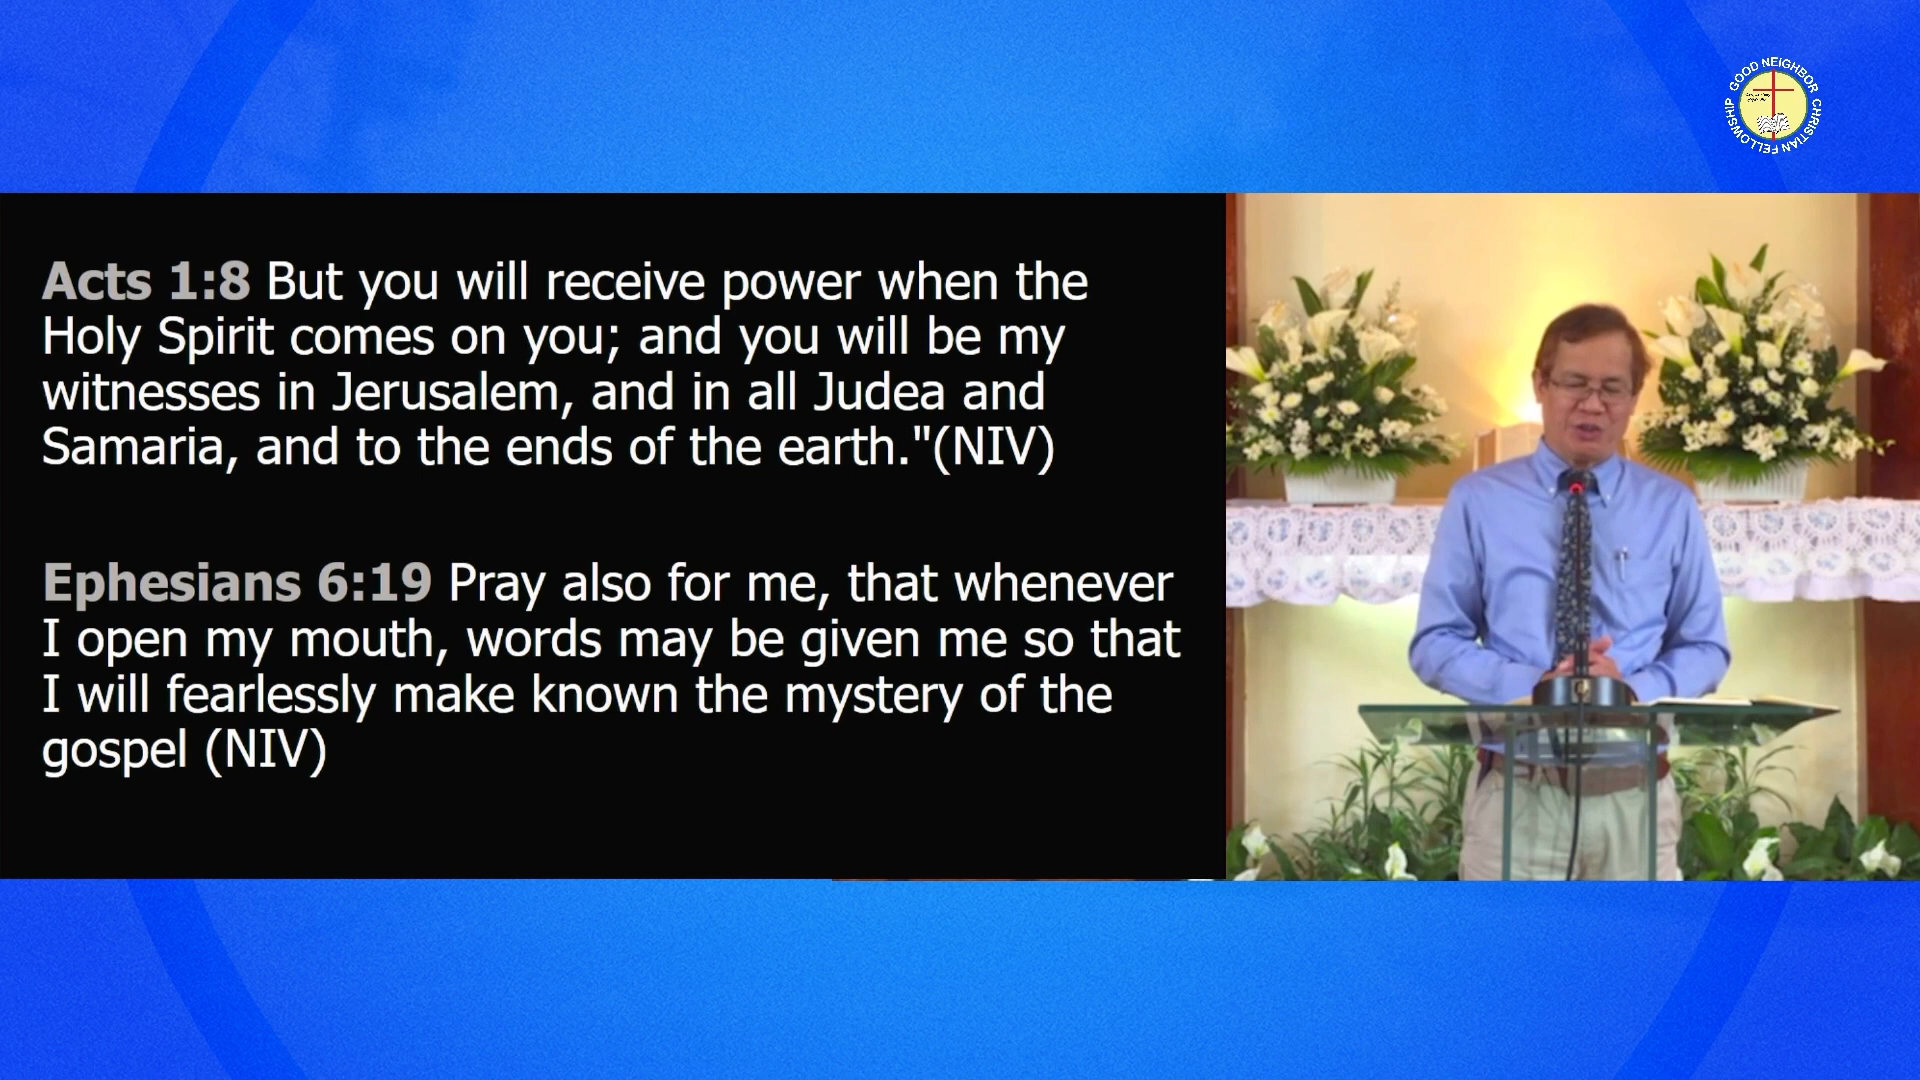 GOOD NEIGHBOR CHRISTIAN FELLOWSHIP
Acts 1:8 But you will receive power when the
Holy Spirit comes on you; and you will be my
witnesses in Jerusalem, and in all Judea and
Samaria, and to the ends of the earth."(NIV)
Ephesians 6:19 Pray also for me, that whenever
I open my mouth, words may be given me so that
I will fearlessly make known the mystery of the
gospel (NIV)